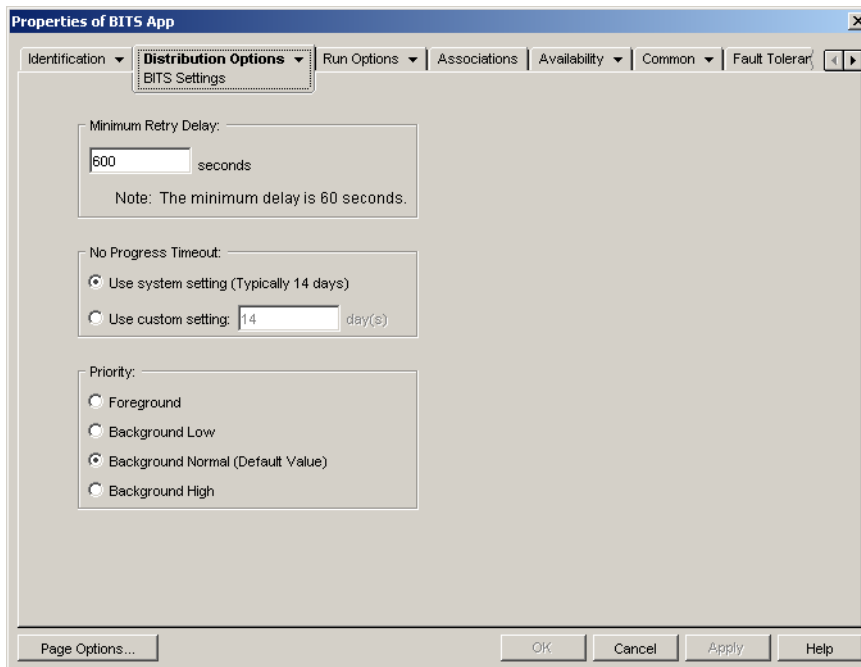 Properties of BITS App
Identification Distribution Options Run Options Associations Availability Common Fault
BITS Settings
Minimum Retry Delay:
600 seconds
Note: The minimum delay is 60 seconds.
No Progress Timeout:
Use system setting (Typically 14 days)
Use custom setting: 14 day(s)
Priority:
Foreground
Background Low
Background Normal (Default Value)
Background High
Page Options... OK Cancel Apply Help